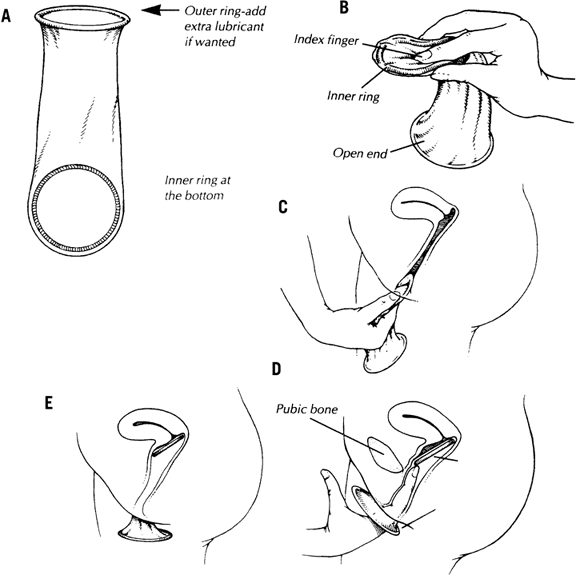 A
Outer ring-add
extra lubricant
if wanted
Inner ring at
the bottom
B
Index finger
Inner ring
Open end
C
D
Pubic bone
E